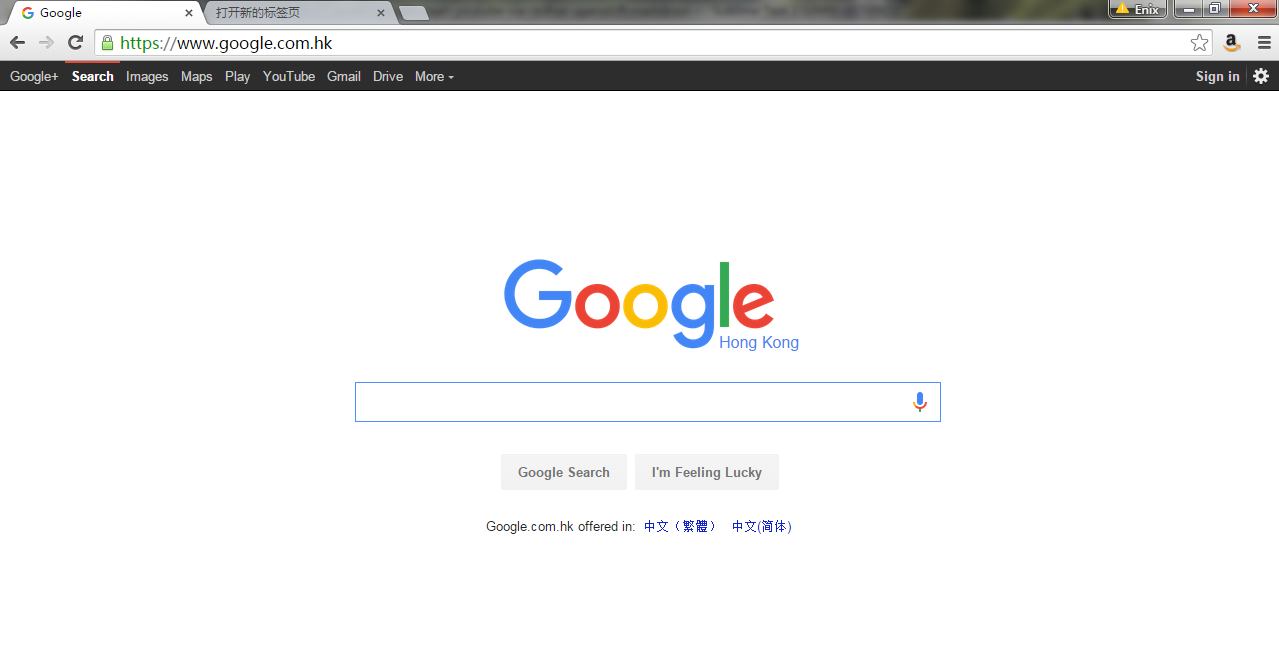 Google
打开新的标签页
Enix
https://www.google.com.hk
Google+ Search Images Maps Play YouTube Gmail Drive More
Sign in
Google
Hong Kong
Google Search
I'm Feeling Lucky
Google.com.hk offered in: 中文（繁體） 中文(简体)